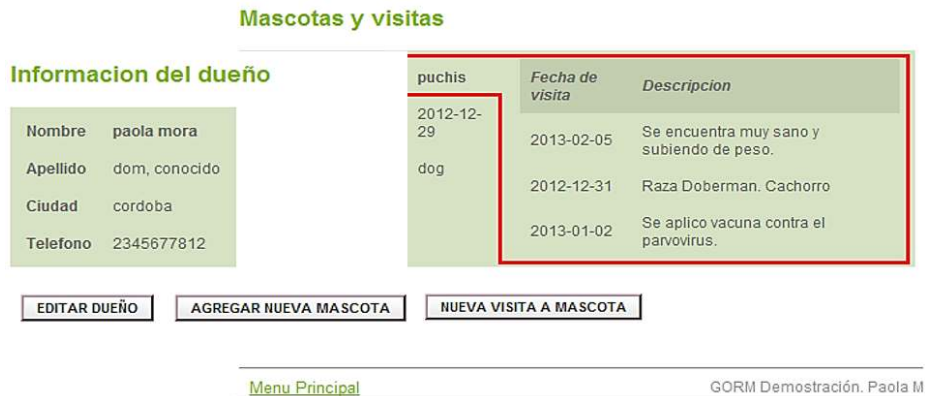 Mascotas y visitas
Informacion del dueño
Nombre paola mora
Apellido dom, conocido
Ciudad cordoba
Telefono 2345677812
puchis
2012-12-
29
dog
Fecha de
visita
Descripcion
2013-02-05
Se encuentra muy sano y
subiendo de peso.
2012-12-31
Raza Doberman. Cachorro
2013-01-02
Se aplico vacuna contra el
parvovirus.
EDITAR DUEÑO
AGREGAR NUEVA MASCOTA
NUEVA VISITA A MASCOTA
Menu Principal
GORM Demostración. Paola M